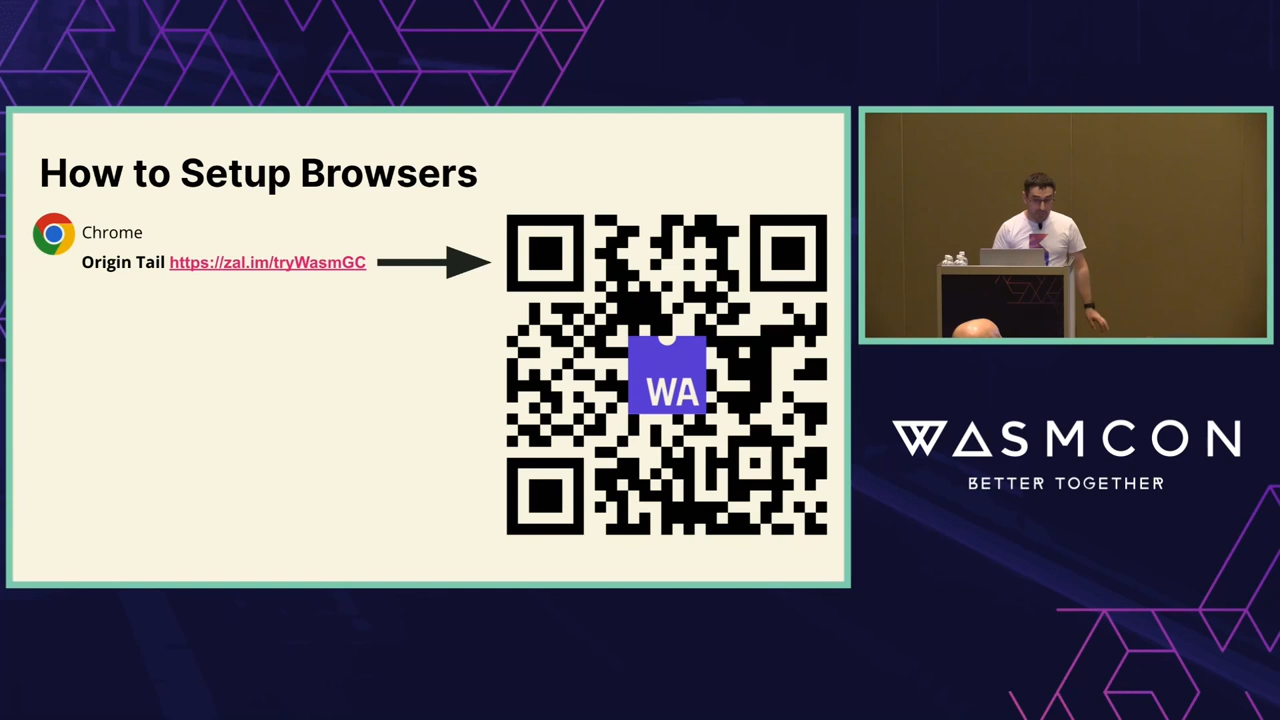 How to Setup Browsers
Chrome
Origin Tail https://zal.im/tryWasmGC
WA
WASMCON
BETTER TOGETHER